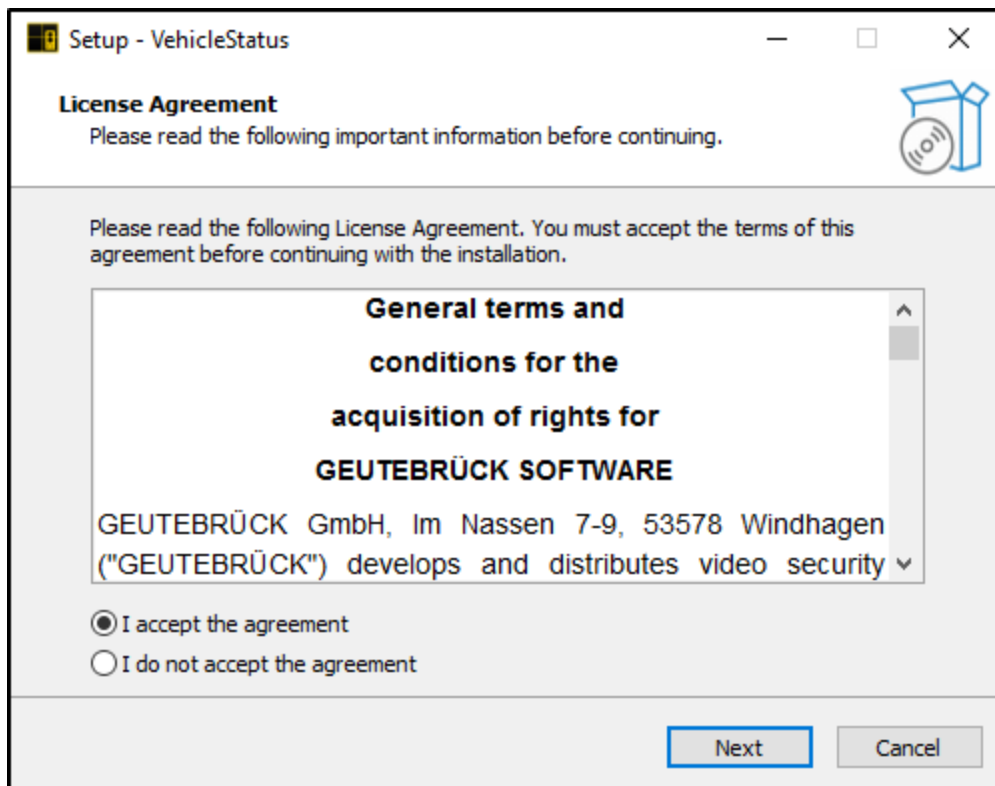 Setup - VehicleStatus
License Agreement
Please read the following important information before continuing.
Please read the following License Agreement. You must accept the terms of this
agreement before continuing with the installation.
General terms and
conditions for the
acquisition of rights for
GEUTEBRÜCK SOFTWARE
GEUTEBRÜCK GmbH, Im Nassen 7-9, 53578 Windhagen
("GEUTEBRÜCK") develops and distributes video security
I accept the agreement
I do not accept the agreement
Next
Cancel